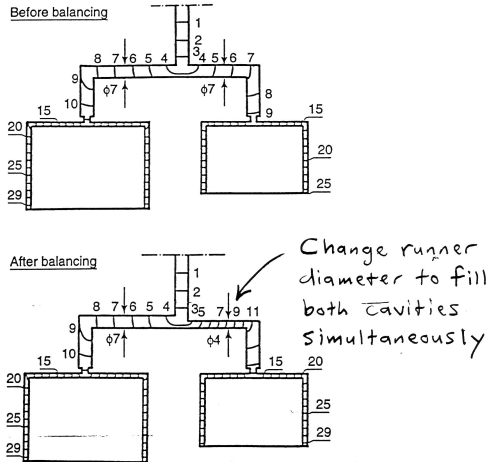 Before balancing
1
2
3
8 7 6 5 4 4 5 6 7
φ7 φ7
9
10
8
9
15 15
20 20
25 25
29
After balancing
1
2
3
8 7 6 5 4 5 7 9 11
φ7 φ4
9
10
15 15 20
20
25 25
29 29
Change runner
diameter to fill
both cavities
simultaneously